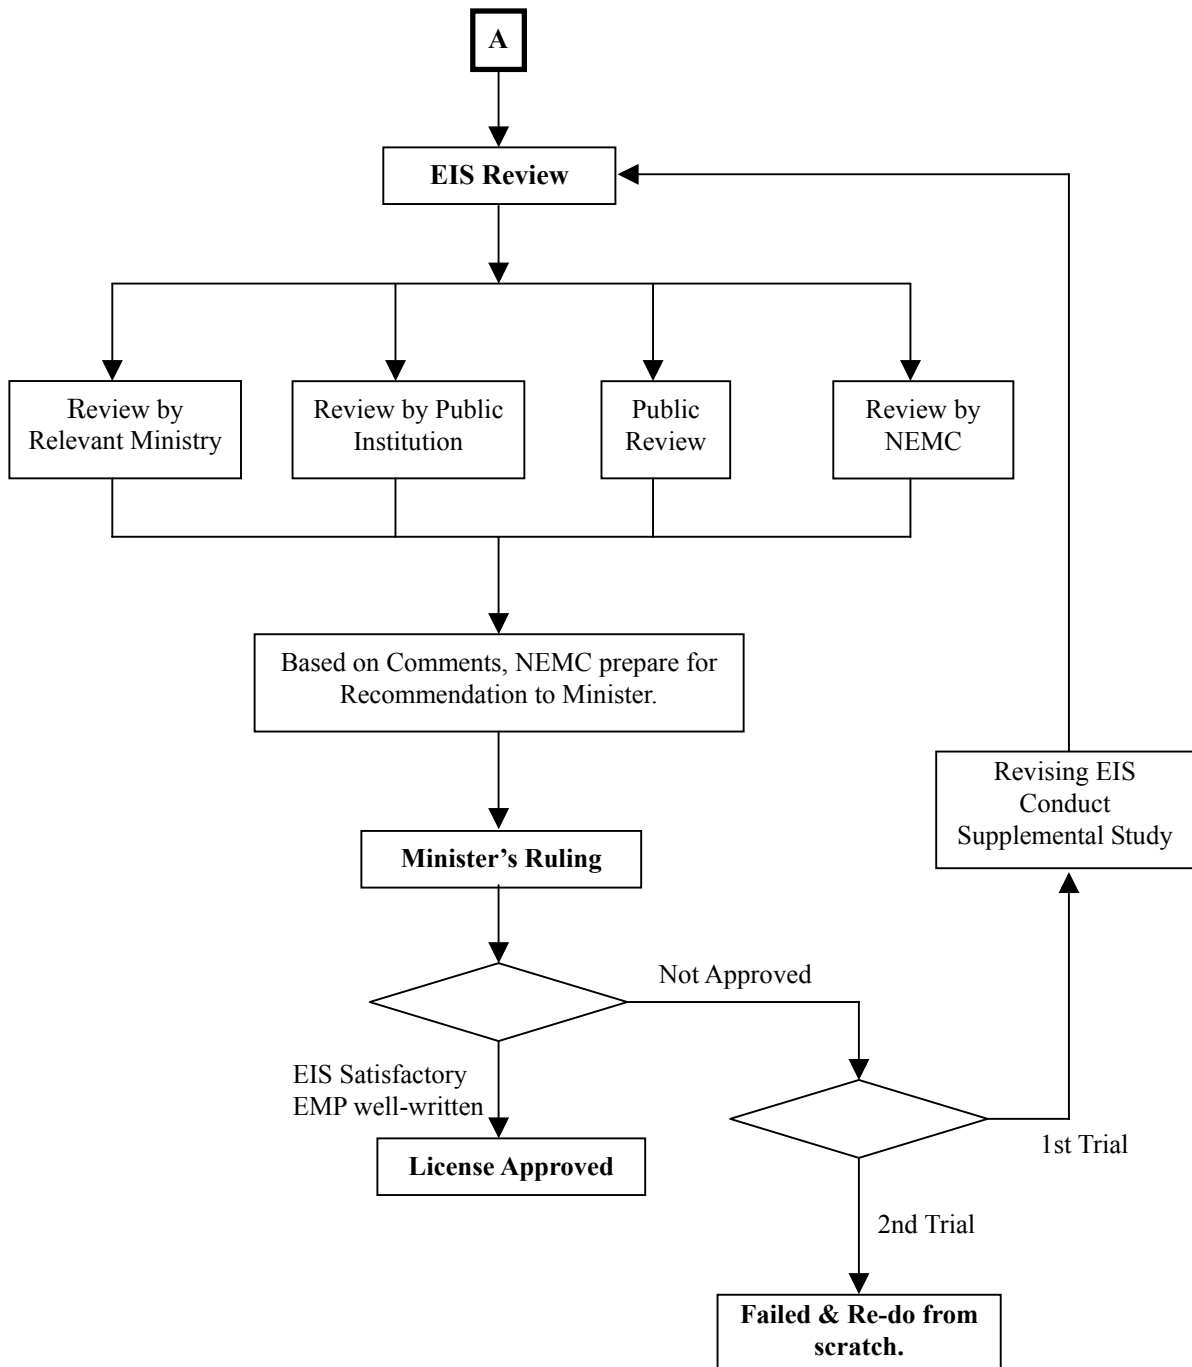 A
EIS Review
Review by
Relevant Ministry
Review by Public
Institution
Public
Review
Review by
NEMC
Based on Comments, NEMC prepare for
Recommendation to Minister.
Revising EIS
Conduct
Supplemental Study
Minister’s Ruling
Not Approved
EIS Satisfactory
EMP well-written
1st Trial
License Approved
2nd Trial
Failed & Re-do from
scratch.